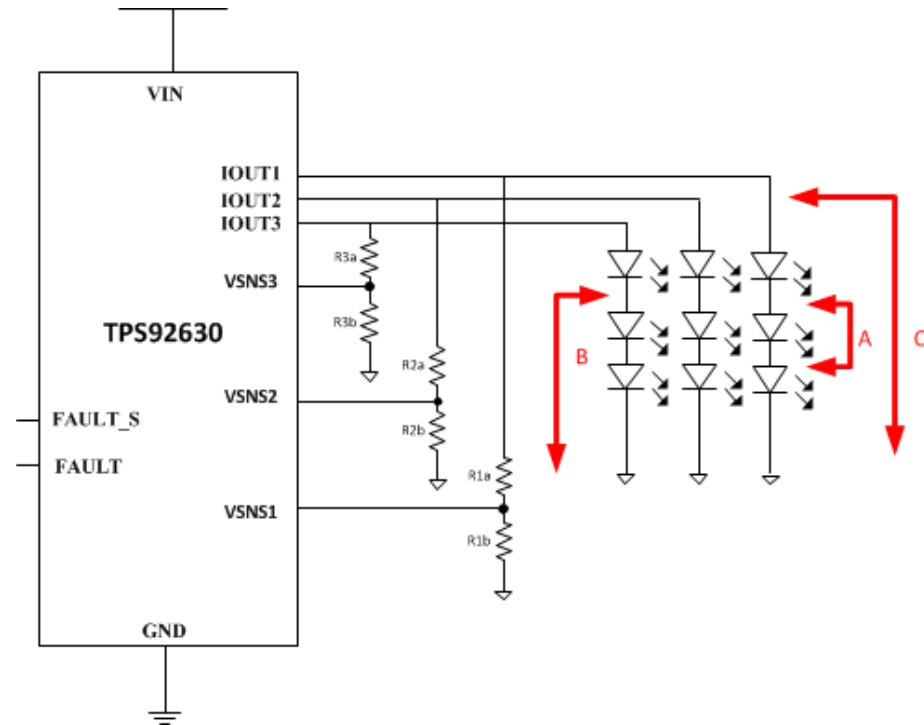 VIN
IOUT1
IOUT2
IOUT3
R3a
VSNS3
R3b
TPS92630
B
A
C
R2a
VSNS2
FAULT_S
R2b
FAULT
R1a
VSNS1
R1b
GND